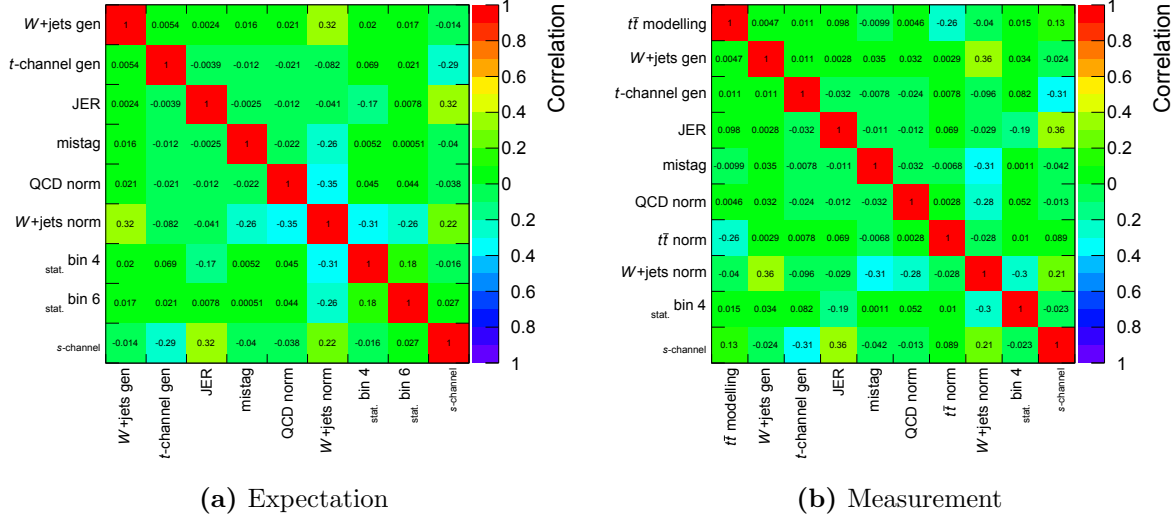 W+jets gen 1 0.0054 0.0024 0.016 0.021 0.32 0.02 0.017 -0.014
t-channel gen 0.0054 1 -0.0039 -0.012 -0.021 -0.082 0.069 0.021 -0.29
JER 0.0024 -0.0039 1 -0.0025 -0.012 -0.041 -0.17 0.0078 0.32
mistag 0.016 -0.012 -0.0025 1 -0.022 -0.26 0.0052 0.00051 -0.04
QCD norm 0.021 -0.021 -0.012 -0.022 1 -0.35 0.045 0.044 -0.038
W+jets norm 0.32 -0.082 -0.041 -0.26 -0.35 1 -0.31 -0.26 0.22
stat. bin 4 0.02 0.069 -0.17 0.0052 0.045 -0.31 1 0.18 -0.016
stat. bin 6 0.017 0.021 0.0078 0.00051 0.044 -0.26 0.18 1 0.027
s-channel -0.014 -0.29 0.32 -0.04 -0.038 0.22 -0.016 0.027 1
W+jets gen
t-channel gen
JER
mistag
QCD norm
W+jets norm
stat. bin 4
stat. bin 6
s-channel
1
0.8
0.6
0.4
0.2
0
0.2
0.4
0.6
0.8
1
Correlation
(a) Expectation
tt̄ modelling 1 0.0047 0.011 0.098 -0.0099 0.0046 -0.26 -0.04 0.015 0.13
W+jets gen 0.0047 1 0.011 0.0028 0.035 0.032 0.0029 0.36 0.034 -0.024
t-channel gen 0.011 0.011 1 -0.032 -0.0078 -0.024 0.0078 -0.096 0.082 -0.31
JER 0.098 0.0028 -0.032 1 -0.011 -0.012 0.069 -0.029 -0.19 0.36
mistag -0.0099 0.035 -0.0078 -0.011 1 -0.032 -0.0068 -0.31 0.0011 -0.042
QCD norm 0.0046 0.032 -0.024 -0.012 -0.032 1 0.0028 -0.28 0.052 -0.013
tt̄ norm -0.26 0.0029 0.0078 0.069 -0.0068 0.0028 1 -0.028 0.01 0.089
W+jets norm -0.04 0.36 -0.096 -0.029 -0.31 -0.28 -0.028 1 -0.3 0.21
stat. bin 4 0.015 0.034 0.082 -0.19 0.0011 0.052 0.01 -0.3 1 -0.023
s-channel 0.13 -0.024 -0.31 0.36 -0.042 -0.013 0.089 0.21 -0.023 1
tt̄ modelling
W+jets gen
t-channel gen
JER
mistag
QCD norm
tt̄ norm
W+jets norm
stat. bin 4
s-channel
1
0.8
0.6
0.4
0.2
0
0.2
0.4
0.6
0.8
1
Correlation
(b) Measurement